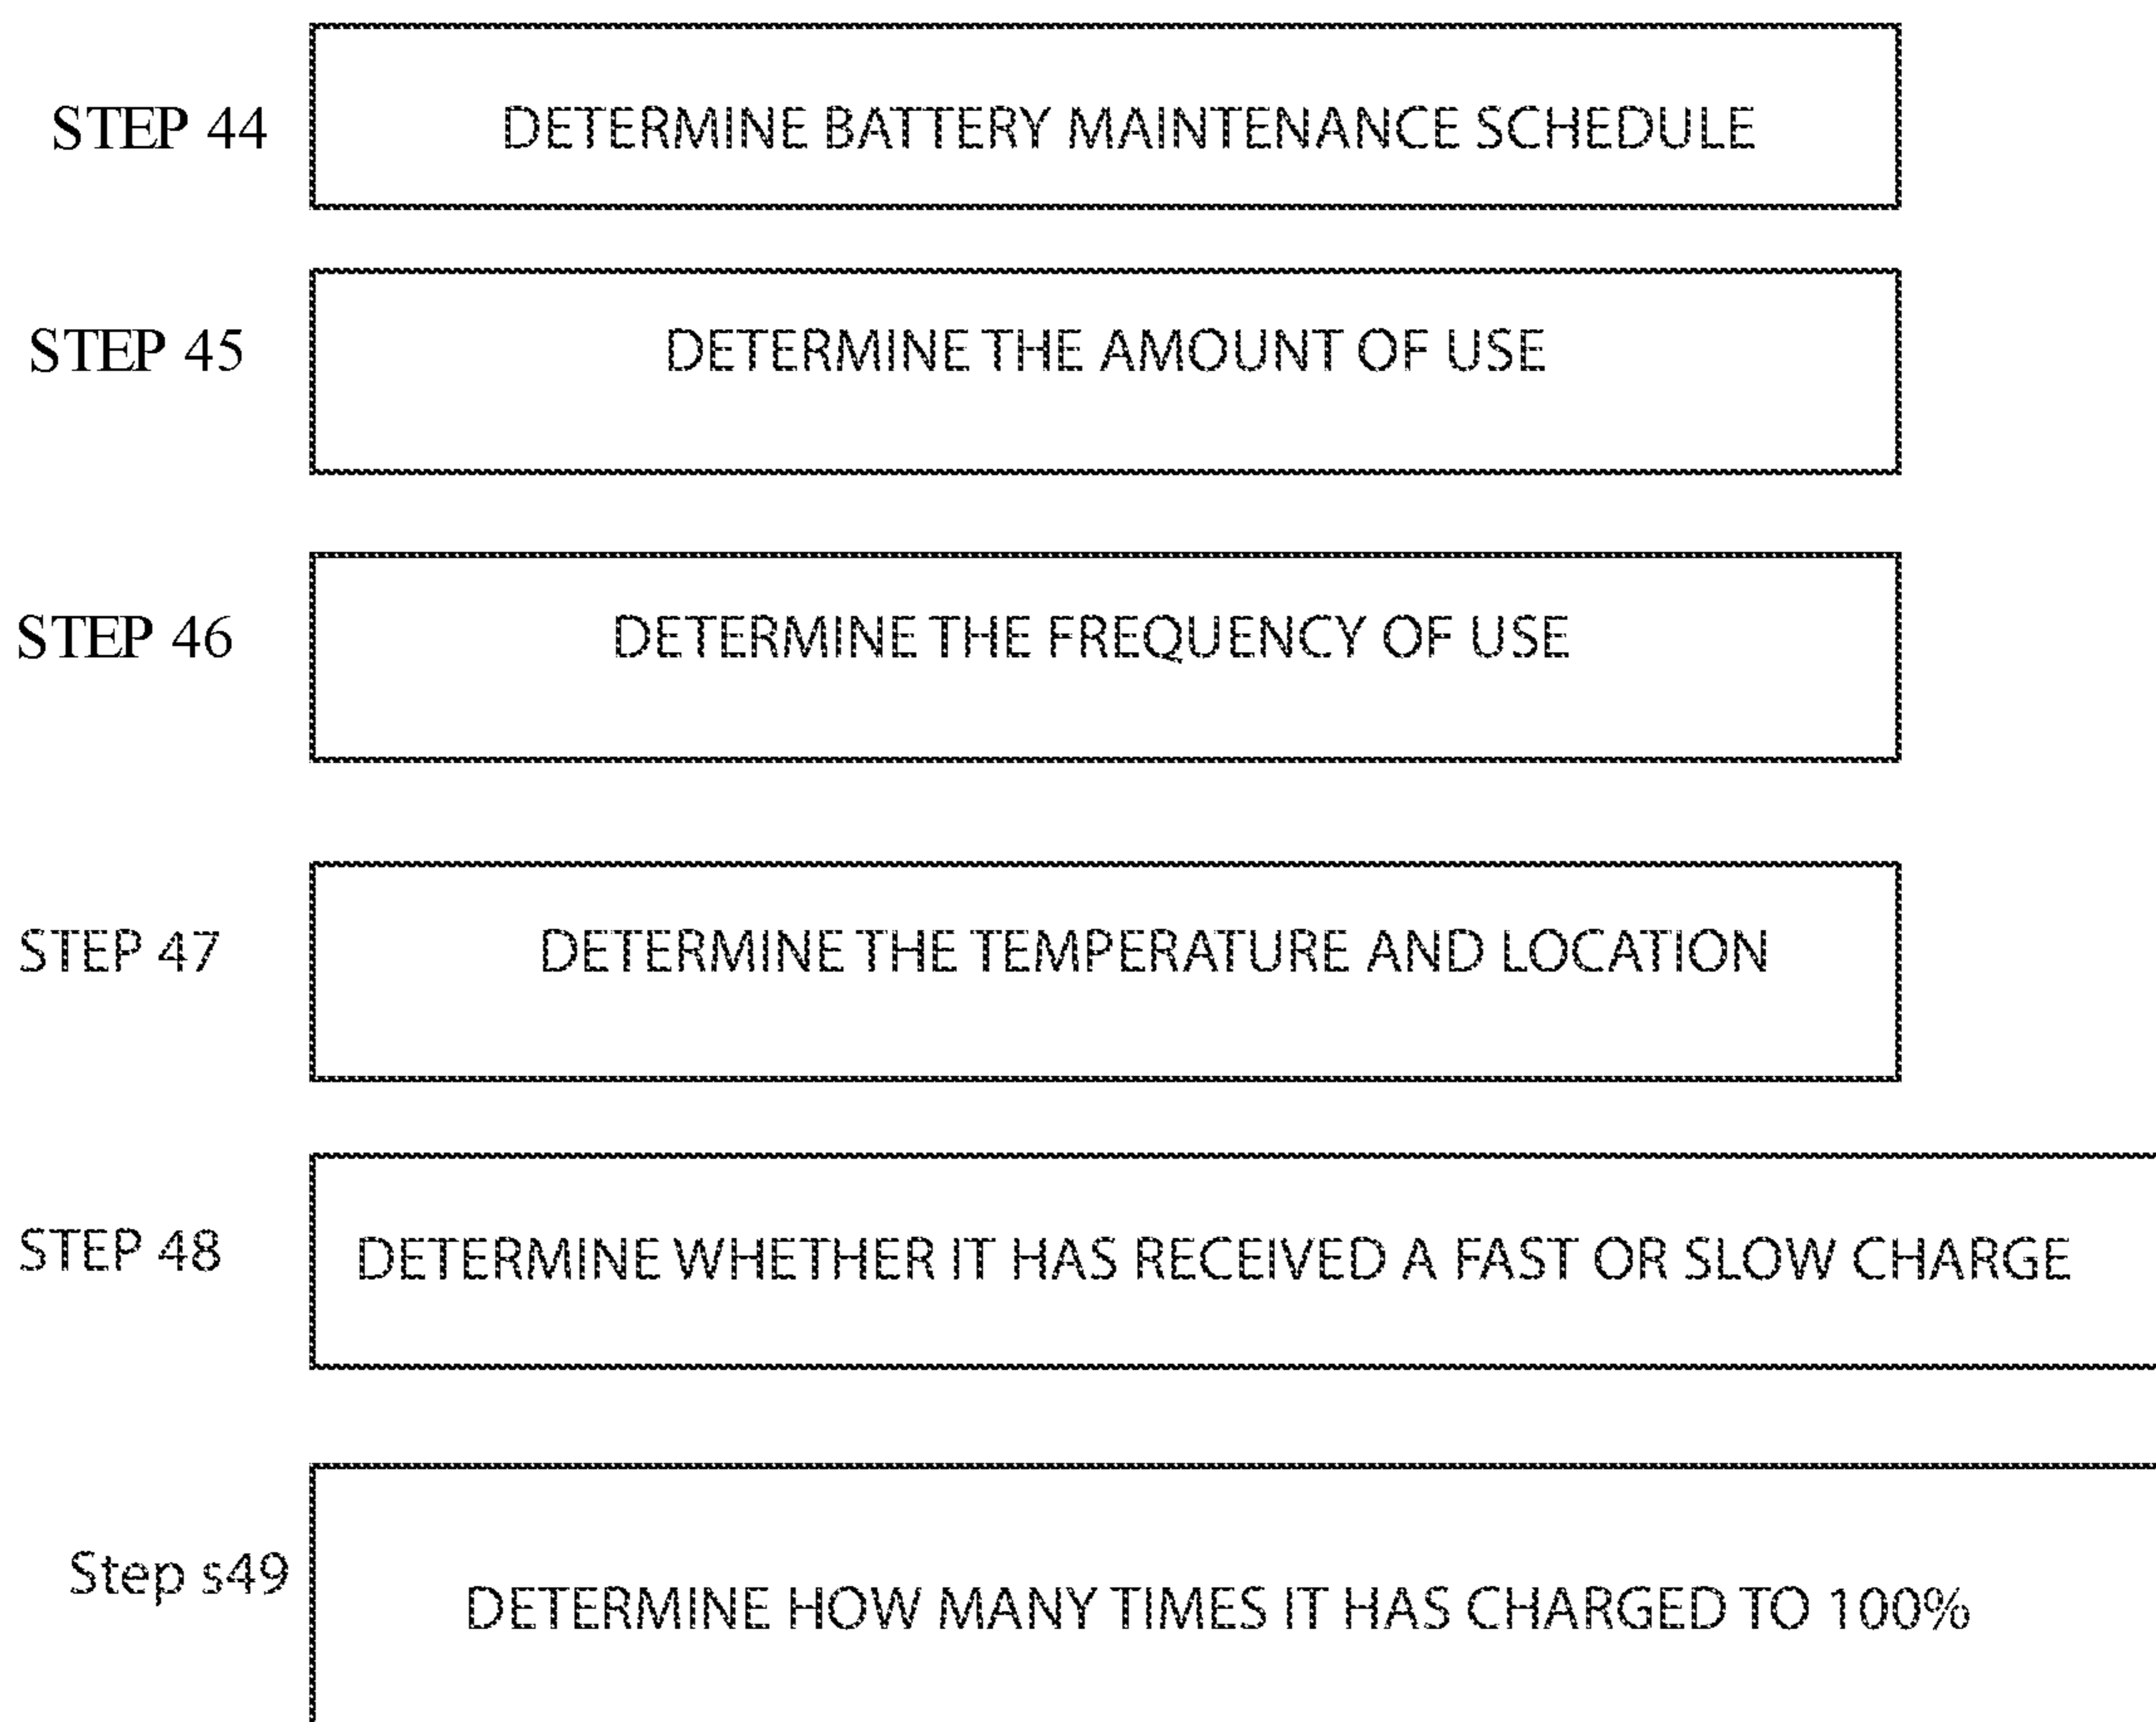 STEP 44 DETERMINE BATTERY MAINTENANCE SCHEDULE
STEP 45 DETERMINE THE AMOUNT OF USE
STEP 46 DETERMINE THE FREQUENCY OF USE
STEP 47 DETERMINE THE TEMPERATURE AND LOCATION
STEP 48 DETERMINE WHETHER IT HAS RECEIVED A FAST OR SLOW CHARGE
Step s49 DETERMINE HOW MANY TIMES IT HAS CHARGED TO 100%